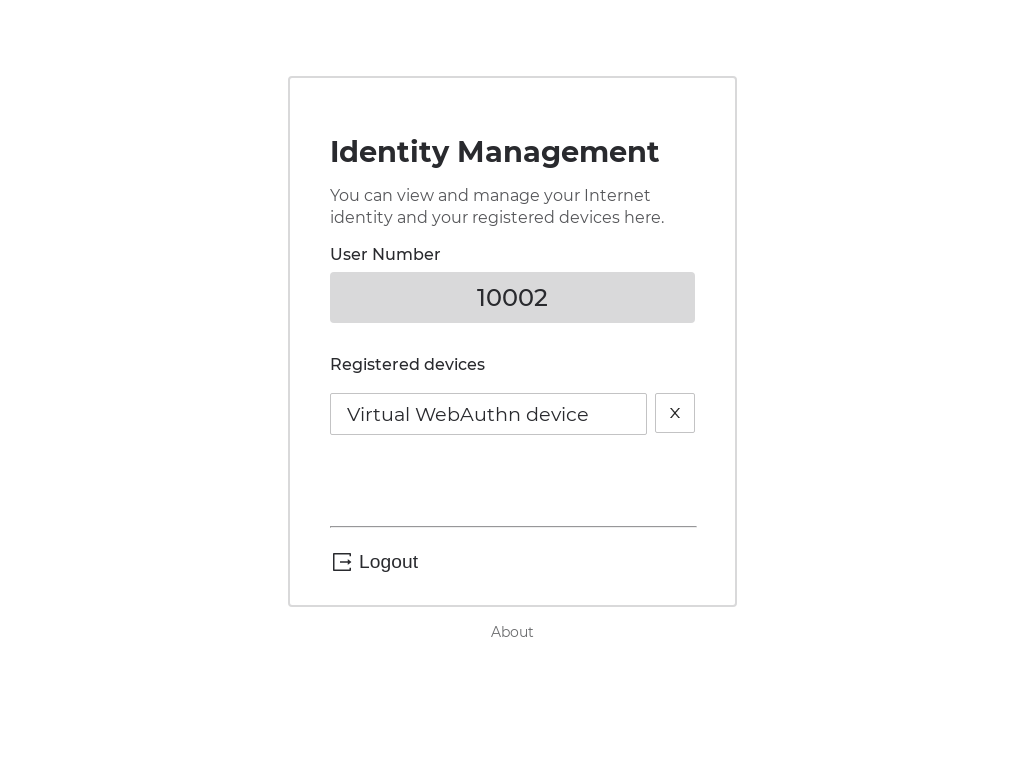 Identity Management
You can view and manage your Internet
identity and your registered devices here.
User Number
10002
Registered devices
Virtual WebAuthn device X
Logout
About